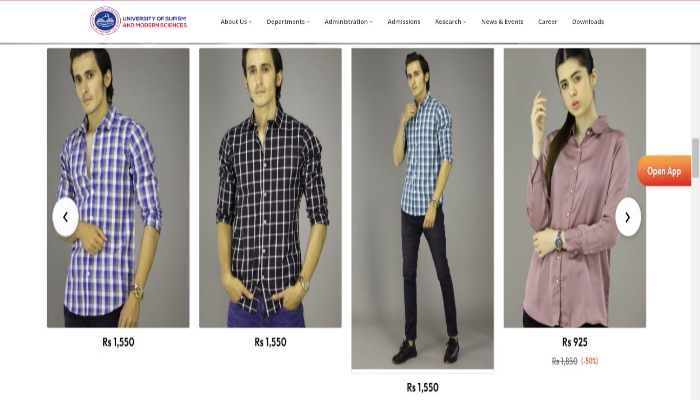 UNIVERSITY OF SUFISM
AND MODERN SCIENCES
About Us
Departments
Administration
Admissions
Research
News & Events
Career
Downloads
Open App
Rs 1,550
Rs 1,550
Rs 1,550
Rs 925
Rs 1,850 (-50%)